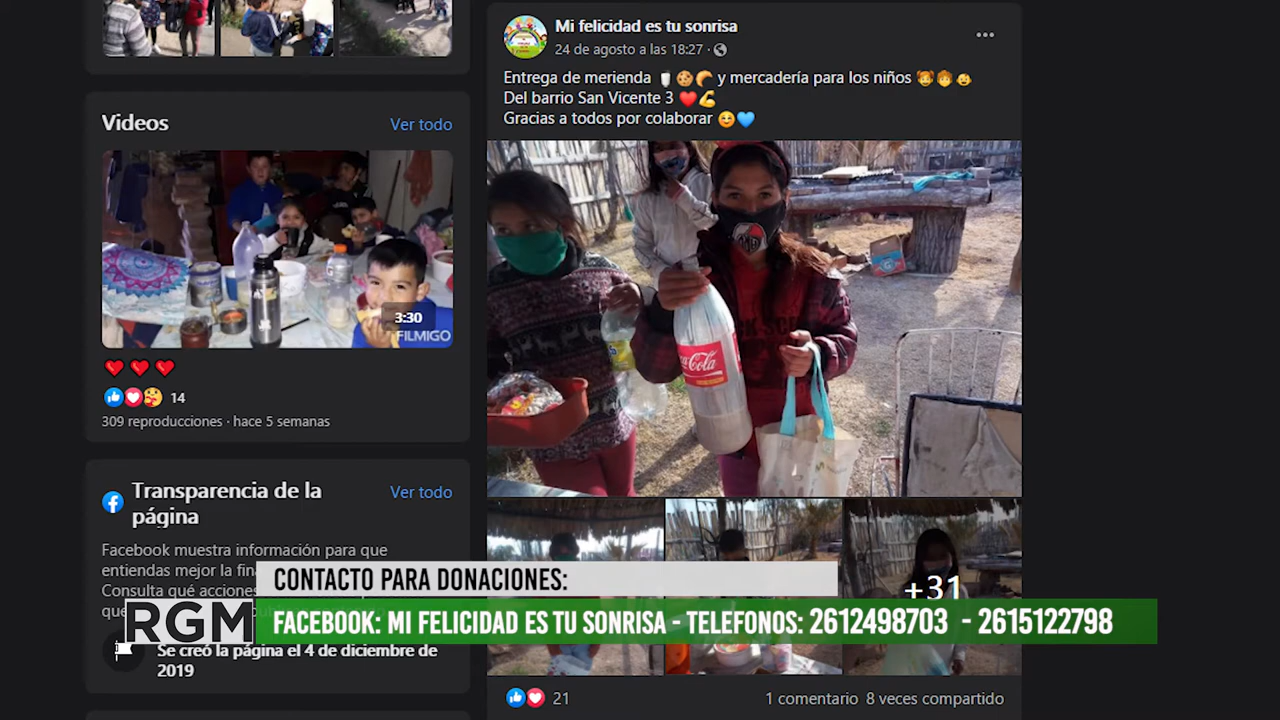 Videos
Ver todo
3:30
FILMIGO
14
309 reproducciones · hace 5 semanas
Transparencia de la
página
Ver todo
Facebook muestra información para que
entiendas mejor la fina
Consulta qué acciones
que
Se creó la página el 4 de diciembre de
2019
Mi felicidad es tu sonrisa
24 de agosto a las 18:27 ·
Entrega de merienda 🥛🍪🥐 y mercadería para los niños
Del barrio San Vicente 3 ❤️💪
Gracias a todos por colaborar ☺️💙
Coca-Cola
+31
21
1 comentario 8 veces compartido
CONTACTO PARA DONACIONES:
RGM
FACEBOOK: MI FELICIDAD ES TU SONRISA - TELEFONOS: 2612498703 - 2615122798